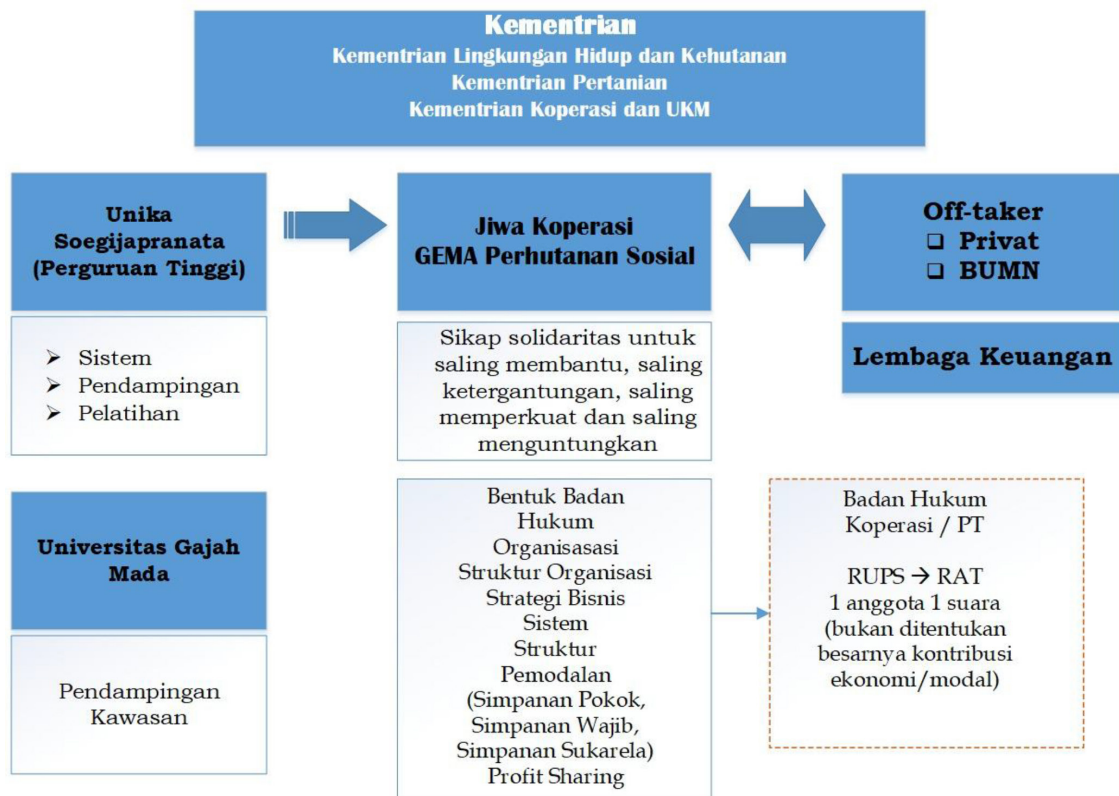 Kementrian
Kementrian Lingkungan Hidup dan Kehutanan
Kementrian Pertanian
Kementrian Koperasi dan UKM
Unika
Soegijapranata
(Perguruan Tinggi)
➢ Sistem
➢ Pendampingan
➢ Pelatihan
Universitas Gajah
Mada
Pendampingan
Kawasan
Jiwa Koperasi
GEMA Perhutanan Sosial
Sikap solidaritas untuk
saling membantu, saling
ketergantungan, saling
memperkuat dan saling
menguntungkan
Bentuk Badan
Hukum
Organisasasi
Struktur Organisasi
Strategi Bisnis
Sistem
Struktur
Pemodalan
(Simpanan Pokok,
Simpanan Wajib,
Simpanan Sukarela)
Profit Sharing
Off-taker
❑ Privat
❑ BUMN
Lembaga Keuangan
Badan Hukum
Koperasi / PT
RUPS → RAT
1 anggota 1 suara
(bukan ditentukan
besarnya kontribusi
ekonomi/modal)